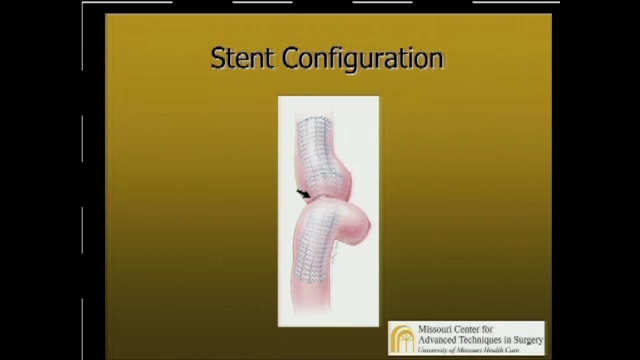 Stent Configuration
Missouri Center for
Advanced Techniques in Surgery
University of Missouri Health Care